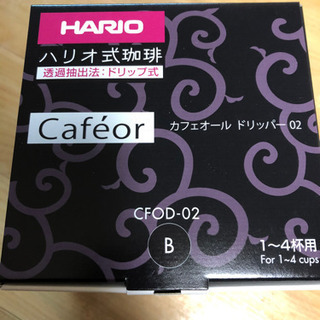 HARIO
ハリオ式珈琲
透過抽出法：ドリップ式
Caféor
カフェオール ドリッパー 02
CFOD-02
B
1〜4杯用
For 1~4 cups